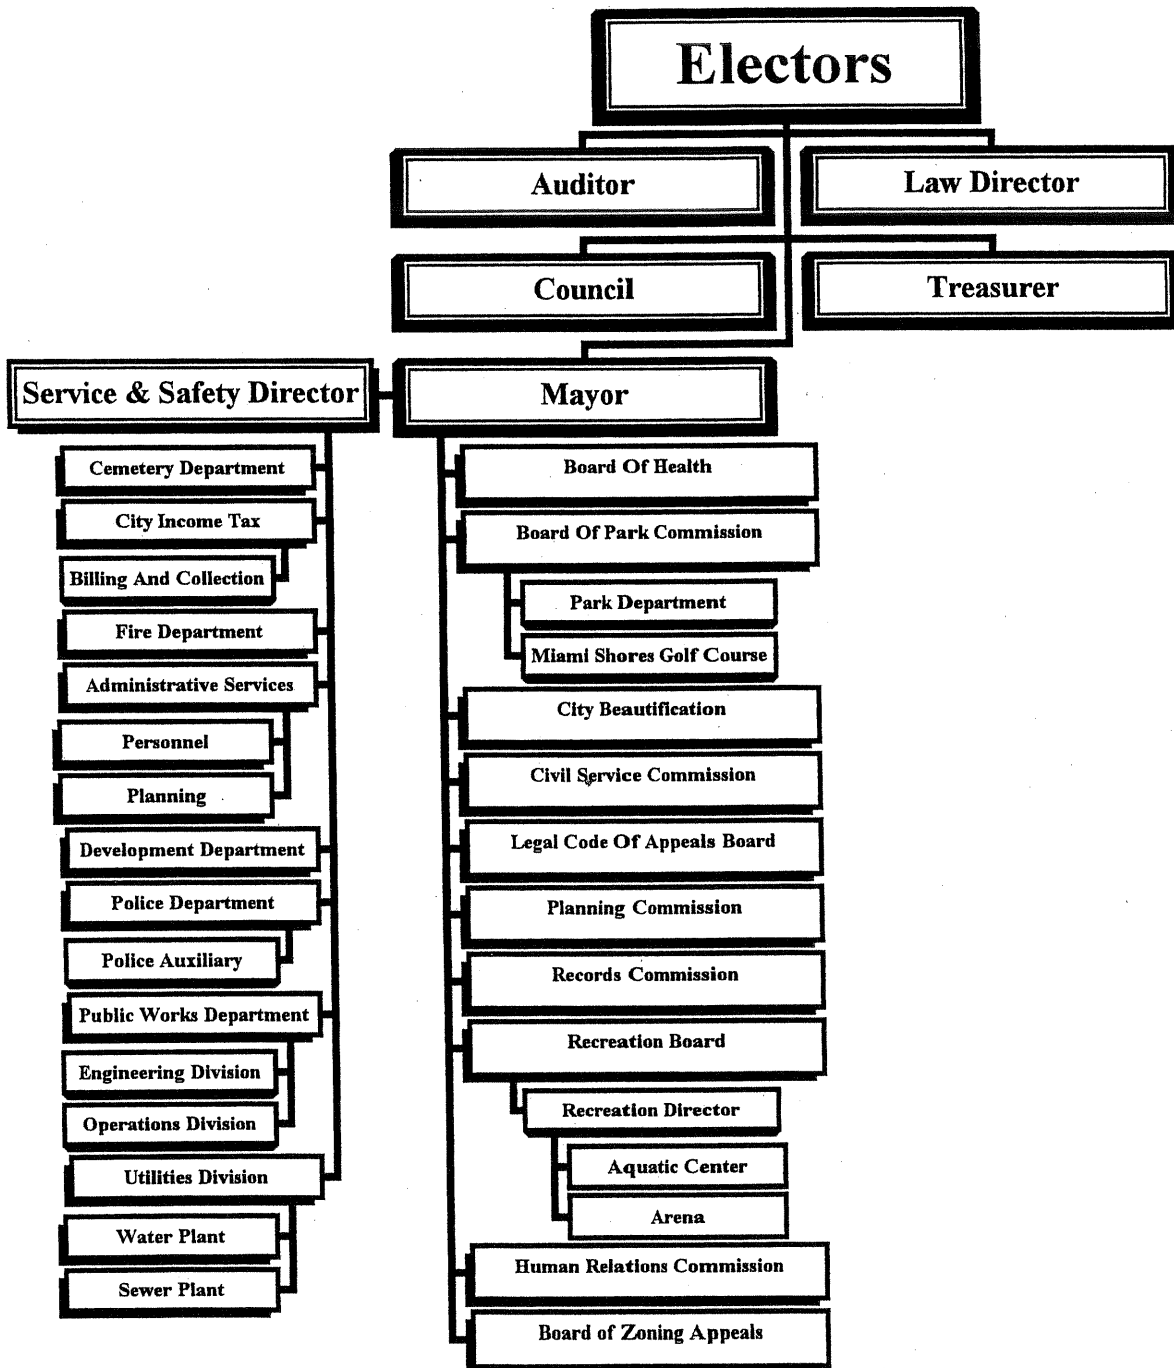 Electors
Auditor
Law Director
Council
Treasurer
Service & Safety Director
Mayor
Cemetery Department
City Income Tax
Billing And Collection
Fire Department
Administrative Services
Personnel
Planning
Development Department
Police Department
Police Auxiliary
Public Works Department
Engineering Division
Operations Division
Utilities Division
Water Plant
Sewer Plant
Board Of Health
Board Of Park Commission
Park Department
Miami Shores Golf Course
City Beautification
Civil Service Commission
Legal Code Of Appeals Board
Planning Commission
Records Commission
Recreation Board
Recreation Director
Aquatic Center
Arena
Human Relations Commission
Board of Zoning Appeals